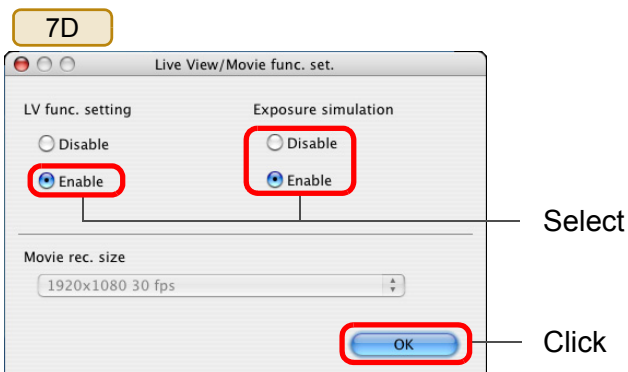 7D
Live View/Movie func. set.
LV func. setting Exposure simulation
Disable Disable
Enable Enable
Select
Movie rec. size
1920x1080 30 fps
OK Click